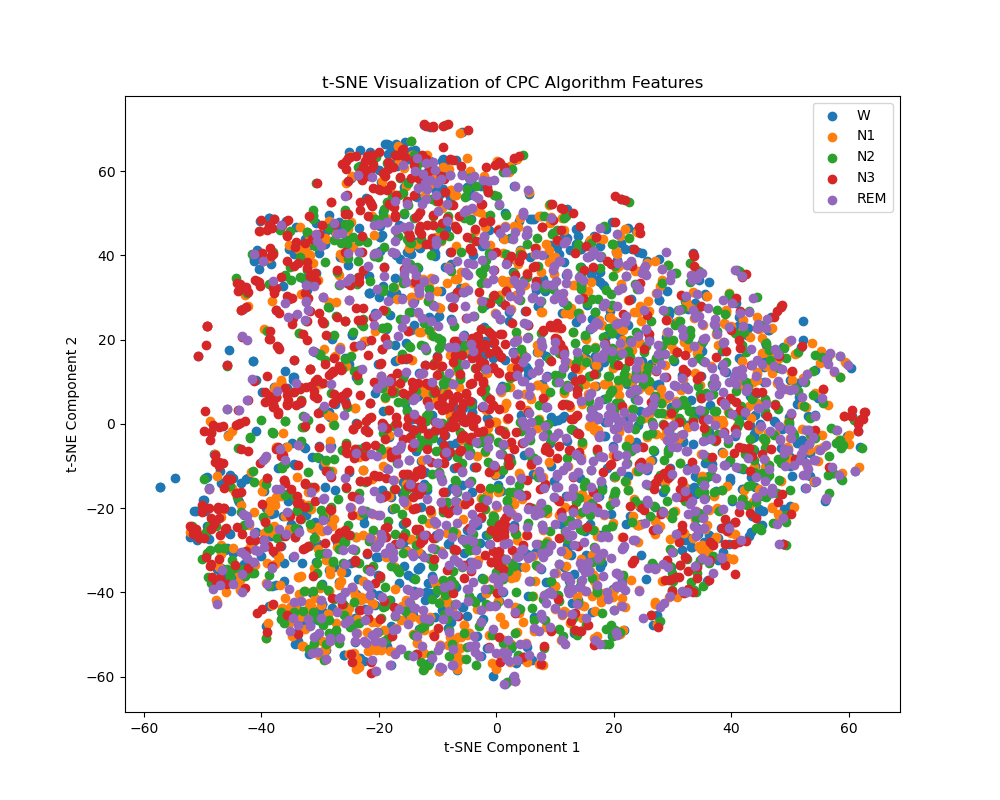 t-SNE Visualization of CPC Algorithm Features
W
N1
N2
N3
REM
60
40
20
0
−20
−40
−60
t-SNE Component 2
−60
−40
−20
0
20
40
60
t-SNE Component 1